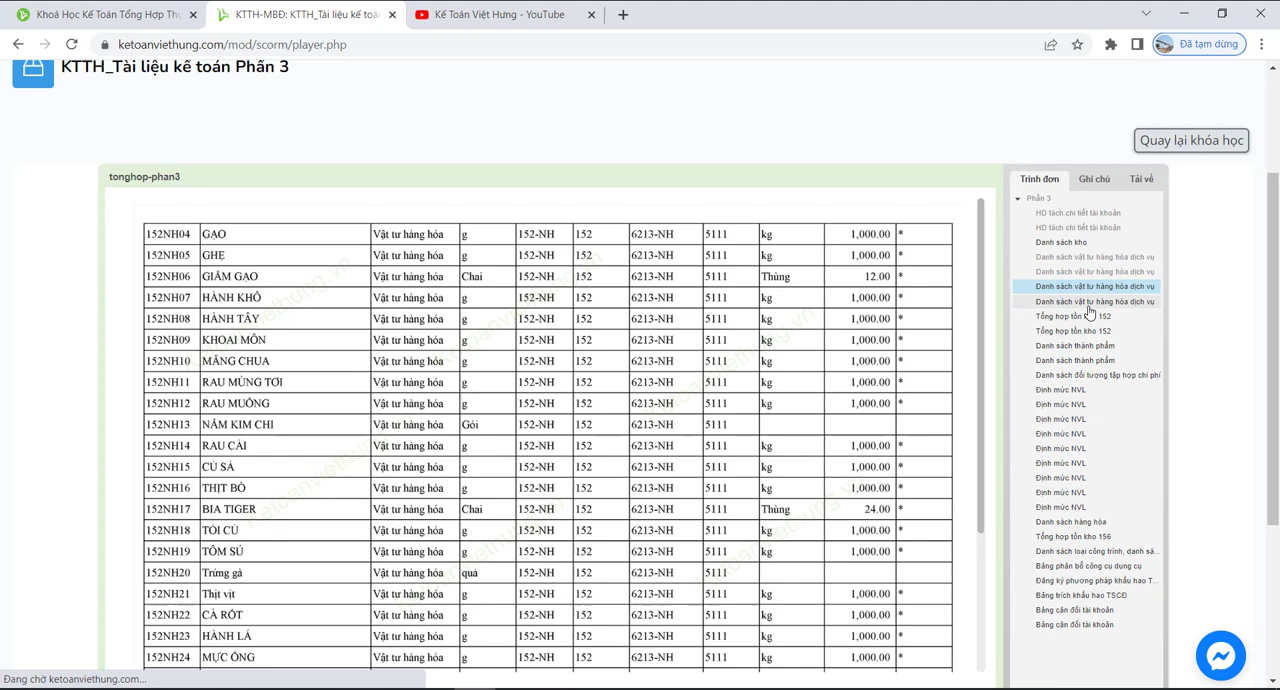 Khoá Học Kế Toán Tổng Hợp Thu
KTTH-MBĐ: KTTH_Tài liệu kế toán
Kế Toán Việt Hưng - YouTube
ketoanviethung.com/mod/scorm/player.php
Đã tạm dừng
KTTH_Tài liệu kế toán Phần 3
Quay lại khóa học
tonghop-phan3
152NH04 GẠO Vật tư hàng hóa g 152-NH 152 6213-NH 5111 kg 1,000.00 *
152NH05 GHẸ Vật tư hàng hóa g 152-NH 152 6213-NH 5111 kg 1,000.00 *
152NH06 GIẤM GẠO Vật tư hàng hóa Chai 152-NH 152 6213-NH 5111 Thùng 12.00 *
152NH07 HÀNH KHÔ Vật tư hàng hóa g 152-NH 152 6213-NH 5111 kg 1,000.00 *
152NH08 HÀNH TÂY Vật tư hàng hóa g 152-NH 152 6213-NH 5111 kg 1,000.00 *
152NH09 KHOAI MÔN Vật tư hàng hóa g 152-NH 152 6213-NH 5111 kg 1,000.00 *
152NH10 MĂNG CHUA Vật tư hàng hóa g 152-NH 152 6213-NH 5111 kg 1,000.00 *
152NH11 RAU MÙNG TƠI Vật tư hàng hóa g 152-NH 152 6213-NH 5111 kg 1,000.00 *
152NH12 RAU MUỐNG Vật tư hàng hóa g 152-NH 152 6213-NH 5111 kg 1,000.00 *
152NH13 NẤM KIM CHI Vật tư hàng hóa Gói 152-NH 152 6213-NH 5111
152NH14 RAU CẢI Vật tư hàng hóa g 152-NH 152 6213-NH 5111 kg 1,000.00 *
152NH15 CỦ SẢ Vật tư hàng hóa g 152-NH 152 6213-NH 5111 kg 1,000.00 *
152NH16 THỊT BÒ Vật tư hàng hóa g 152-NH 152 6213-NH 5111 kg 1,000.00 *
152NH17 BIA TIGER Vật tư hàng hóa Chai 152-NH 152 6213-NH 5111 Thùng 24.00 *
152NH18 TỎI CỦ Vật tư hàng hóa g 152-NH 152 6213-NH 5111 kg 1,000.00 *
152NH19 TÔM SÚ Vật tư hàng hóa g 152-NH 152 6213-NH 5111 kg 1,000.00 *
152NH20 Trứng gà Vật tư hàng hóa quả 152-NH 152 6213-NH 5111
152NH21 Thịt vịt Vật tư hàng hóa g 152-NH 152 6213-NH 5111 kg 1,000.00 *
152NH22 CÀ RỐT Vật tư hàng hóa g 152-NH 152 6213-NH 5111 kg 1,000.00 *
152NH23 HÀNH LÁ Vật tư hàng hóa g 152-NH 152 6213-NH 5111 kg 1,000.00 *
152NH24 MỰC ỐNG Vật tư hàng hóa g 152-NH 152 6213-NH 5111 kg 1,000.00 *
Trình đơn Ghi chú Tải về
Phần 3
HD tách chi tiết tài khoản
HD tách chi tiết tài khoản
Danh sách kho
Danh sách vật tư hàng hóa dịch vụ
Danh sách vật tư hàng hóa dịch vụ
Danh sách vật tư hàng hóa dịch vụ
Danh sách vật tư hàng hóa dịch vụ
Tổng hợp tồn 152
Tổng hợp tồn kho 152
Danh sách thành phẩm
Danh sách thành phẩm
Danh sách đối tượng tập hợp chi phí
Định mức NVL
Định mức NVL
Định mức NVL
Định mức NVL
Định mức NVL
Định mức NVL
Định mức NVL
Định mức NVL
Định mức NVL
Danh sách hàng hóa
Tổng hợp tồn kho 156
Danh sách loại công trình, danh sá...
Bảng phân bổ công cụ dụng cụ
Đăng ký phương pháp khấu hao T...
Bảng trích khấu hao TSCĐ
Bảng cân đối tài khoản
Bảng cân đối tài khoản
Đang chờ ketoanviethung.com...